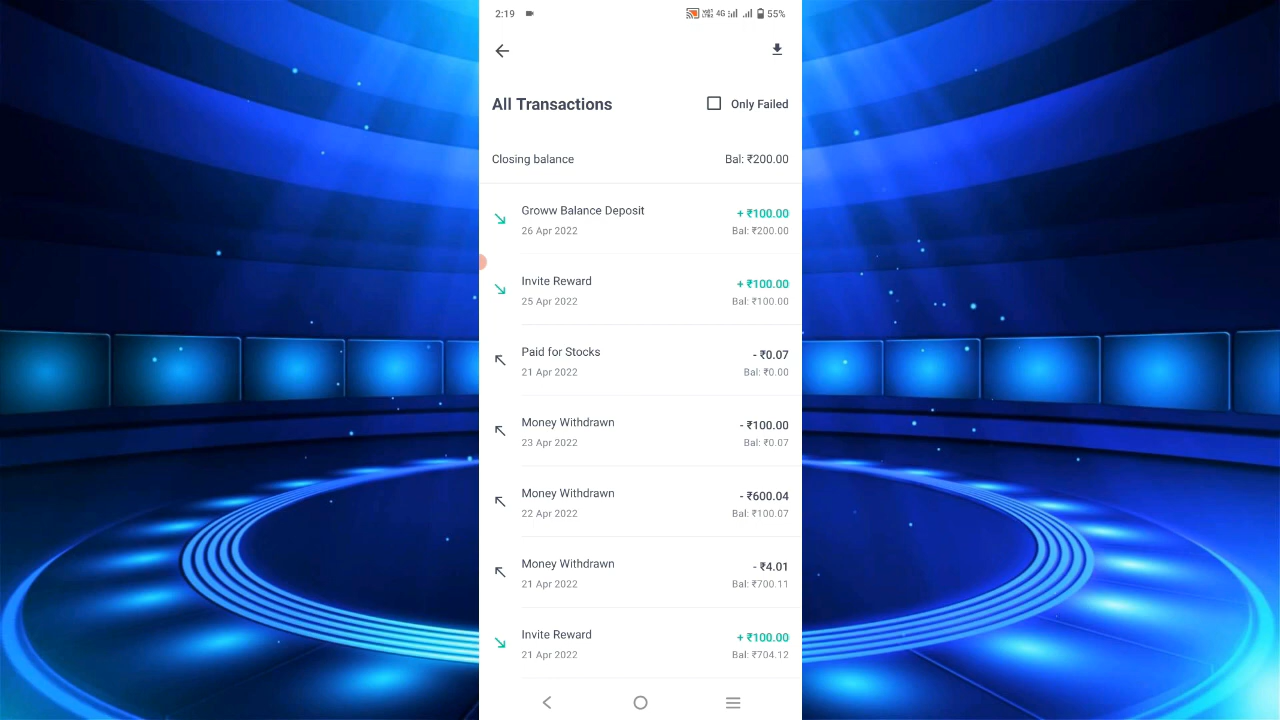 2:19
4G 55%
All Transactions
Only Failed
Closing balance
Bal: ₹200.00
Groww Balance Deposit
+ ₹100.00
26 Apr 2022
Bal: ₹200.00
Invite Reward
+ ₹100.00
25 Apr 2022
Bal: ₹100.00
Paid for Stocks
- ₹0.07
21 Apr 2022
Bal: ₹0.00
Money Withdrawn
- ₹100.00
23 Apr 2022
Bal: ₹0.07
Money Withdrawn
- ₹600.04
22 Apr 2022
Bal: ₹100.07
Money Withdrawn
- ₹4.01
21 Apr 2022
Bal: ₹700.11
Invite Reward
+ ₹100.00
21 Apr 2022
Bal: ₹704.12